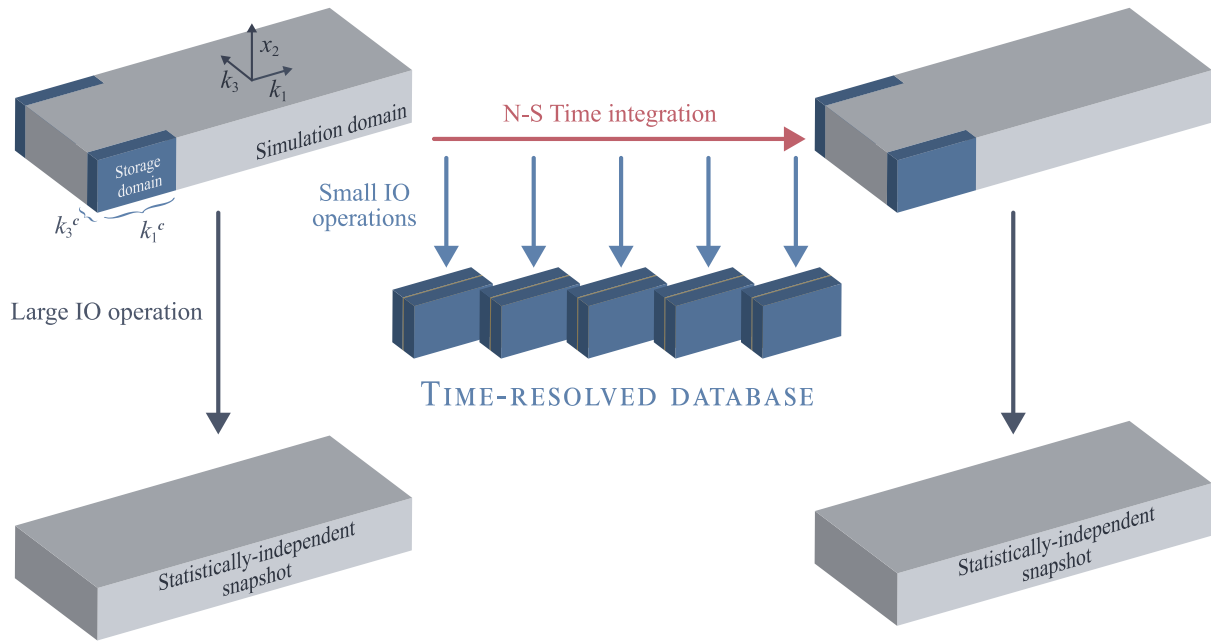 x₂
k₃
k₁
Simulation domain
Storage
domain
k₃ᶜ
k₁ᶜ
N-S Time integration
Small IO
operations
Large IO operation
TIME-RESOLVED DATABASE
Statistically-independent
snapshot
Statistically-independent
snapshot